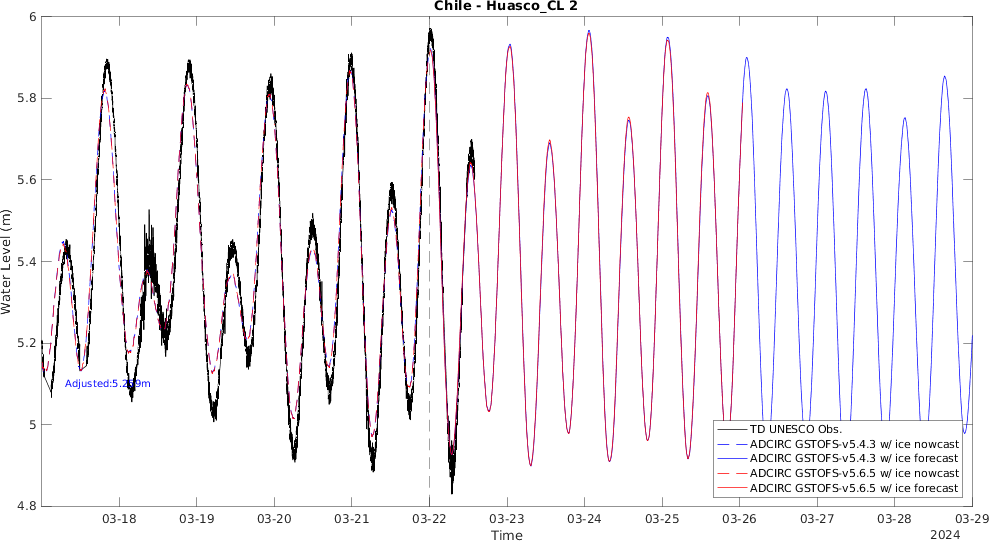 Chile - Huasco_CL 2
Water Level (m)
6
5.8
5.6
5.4
5.2
5
4.8
TD UNESCO Obs.
ADCIRC GSTOFS-v5.4.3 w/ ice nowcast
ADCIRC GSTOFS-v5.4.3 w/ ice forecast
ADCIRC GSTOFS-v5.6.5 w/ ice nowcast
ADCIRC GSTOFS-v5.6.5 w/ ice forecast
03-18 03-19 03-20 03-21 03-22 03-23 03-24 03-25 03-26 03-27 03-28 03-29
Time
2024